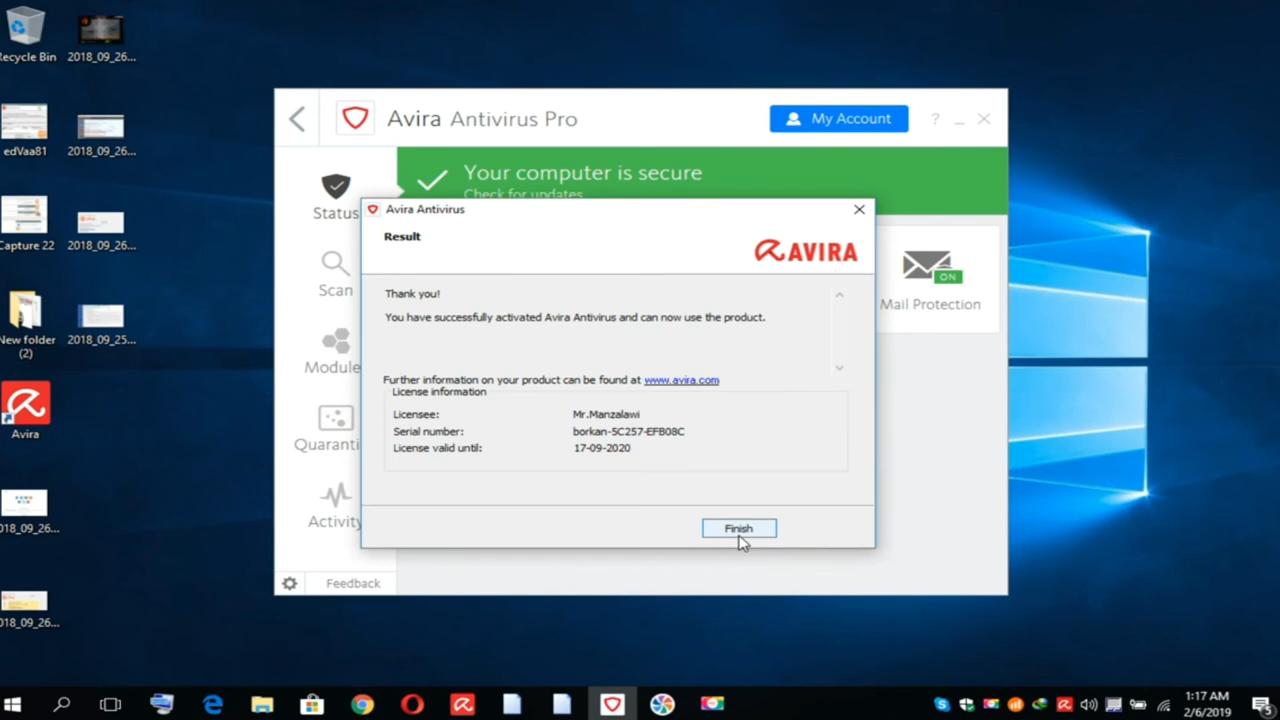 Recycle Bin
2018_09_26...
edVaa81
2018_09_26...
Capture 22
2018_09_26...
New folder
(2)
2018_09_25...
Avira
018_09_26...
018_09_26...
Avira Antivirus Pro
My Account
?
Your computer is secure
Check for updates
Status
Scan
Module
Quaranti
Activity
Feedback
ON
Mail Protection
Avira Antivirus
Result
AVIRA
Thank you!
You have successfully activated Avira Antivirus and can now use the product.
Further information on your product can be found at www.avira.com
License information
Licensee: Mr.Manzalawi
Serial number: borkan-5C257-EFB08C
License valid until: 17-09-2020
Finish
1:17 AM
2/6/2019
5